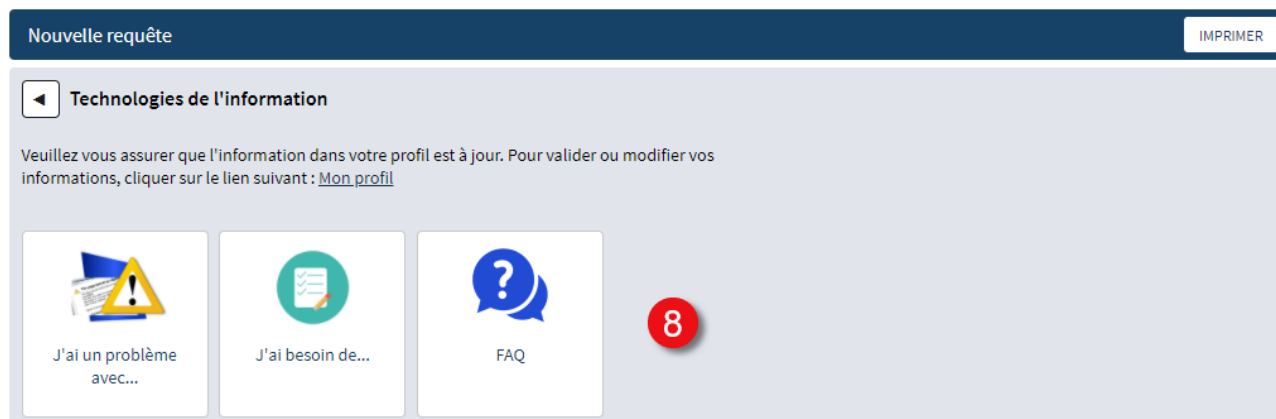 Nouvelle requête
IMPRIMER
Technologies de l'information
Veuillez vous assurer que l'information dans votre profil est à jour. Pour valider ou modifier vos
informations, cliquer sur le lien suivant : Mon profil
J'ai un problème
avec...
J'ai besoin de...
FAQ
8